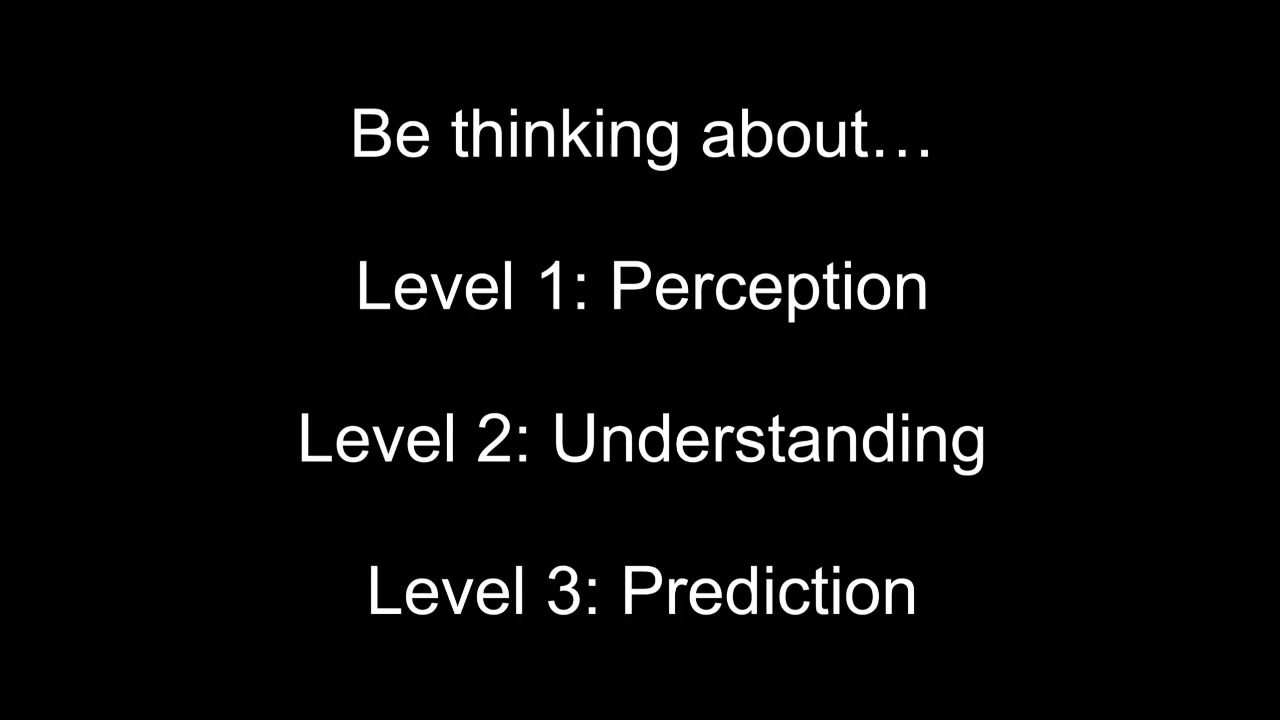 Be thinking about…
Level 1: Perception
Level 2: Understanding
Level 3: Prediction